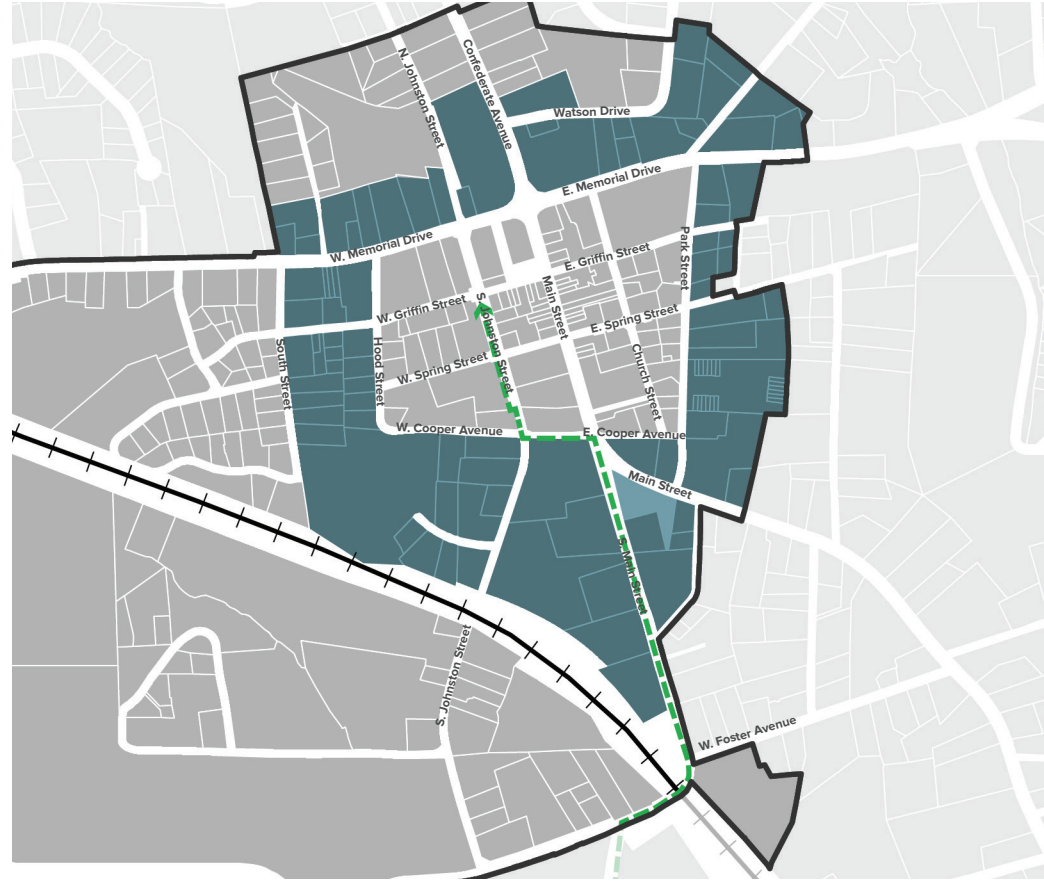 N. Johnston Street
Confederate Avenue
Watson Drive
E. Memorial Drive
W. Memorial Drive
Park Street
E. Griffin Street
W. Griffin Street
S. Johnston Street
Main Street
E. Spring Street
South Street
Hood Street
W. Spring Street
Church Street
W. Cooper Avenue
E. Cooper Avenue
Main Street
S. Main Street
S. Johnston Street
W. Foster Avenue